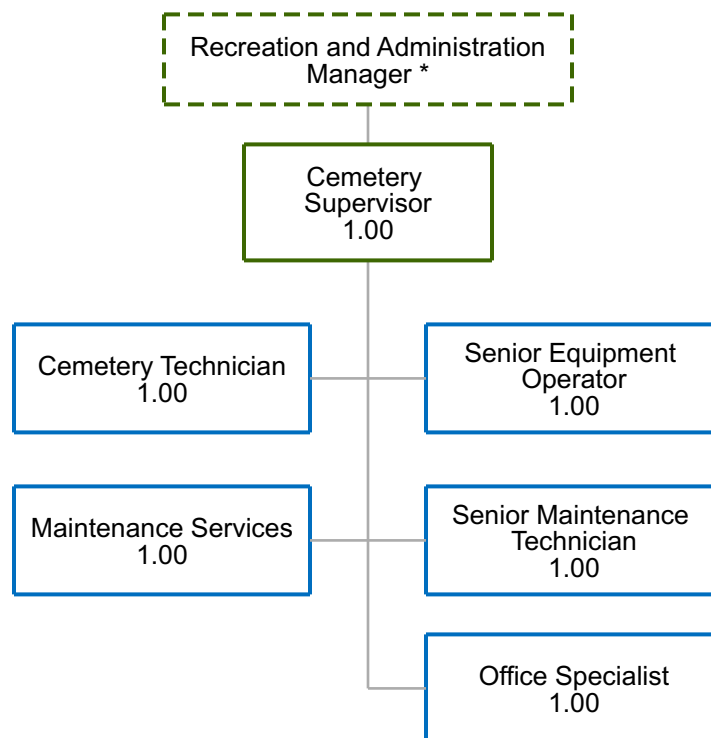 Recreation and Administration
Manager *
Cemetery
Supervisor
1.00
Cemetery Technician
1.00
Senior Equipment
Operator
1.00
Maintenance Services
1.00
Senior Maintenance
Technician
1.00
Office Specialist
1.00